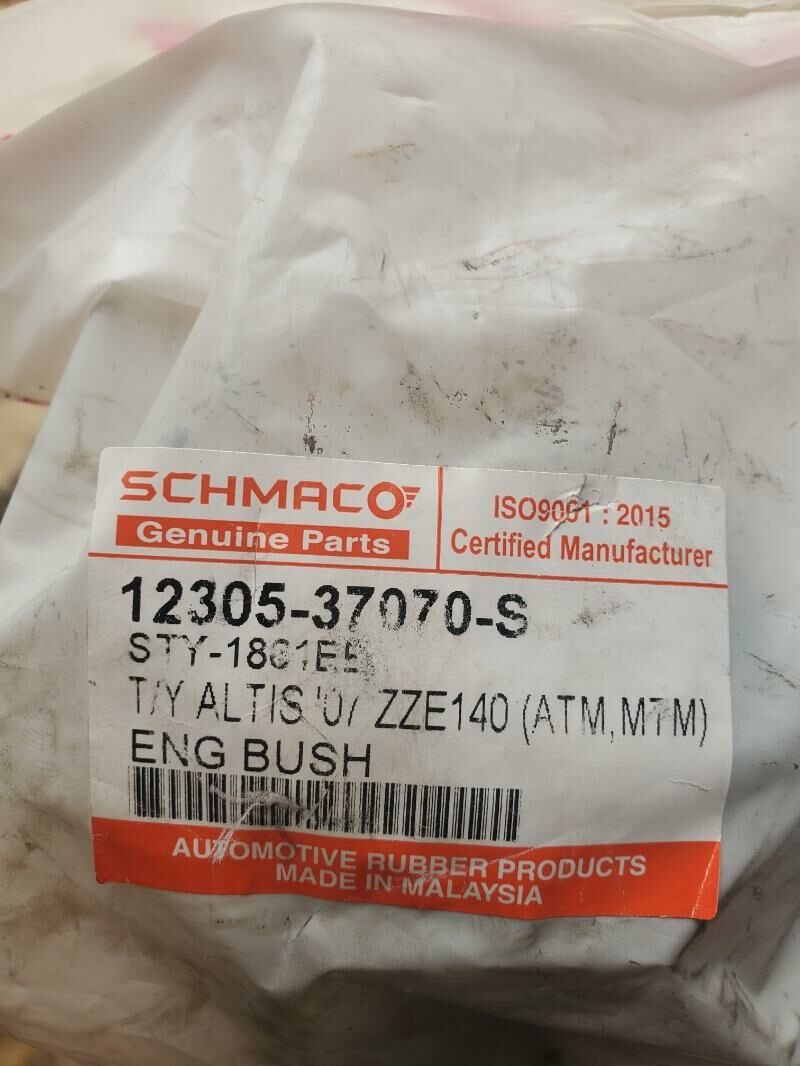 SCHMACO
Genuine Parts
ISO9001 : 2015
Certified Manufacturer
12305-37070-S
T/Y ALTIS '07 ZZE140 (ATM,MTM)
ENG BUSH
AUTOMOTIVE RUBBER PRODUCTS
MADE IN MALAYSIA